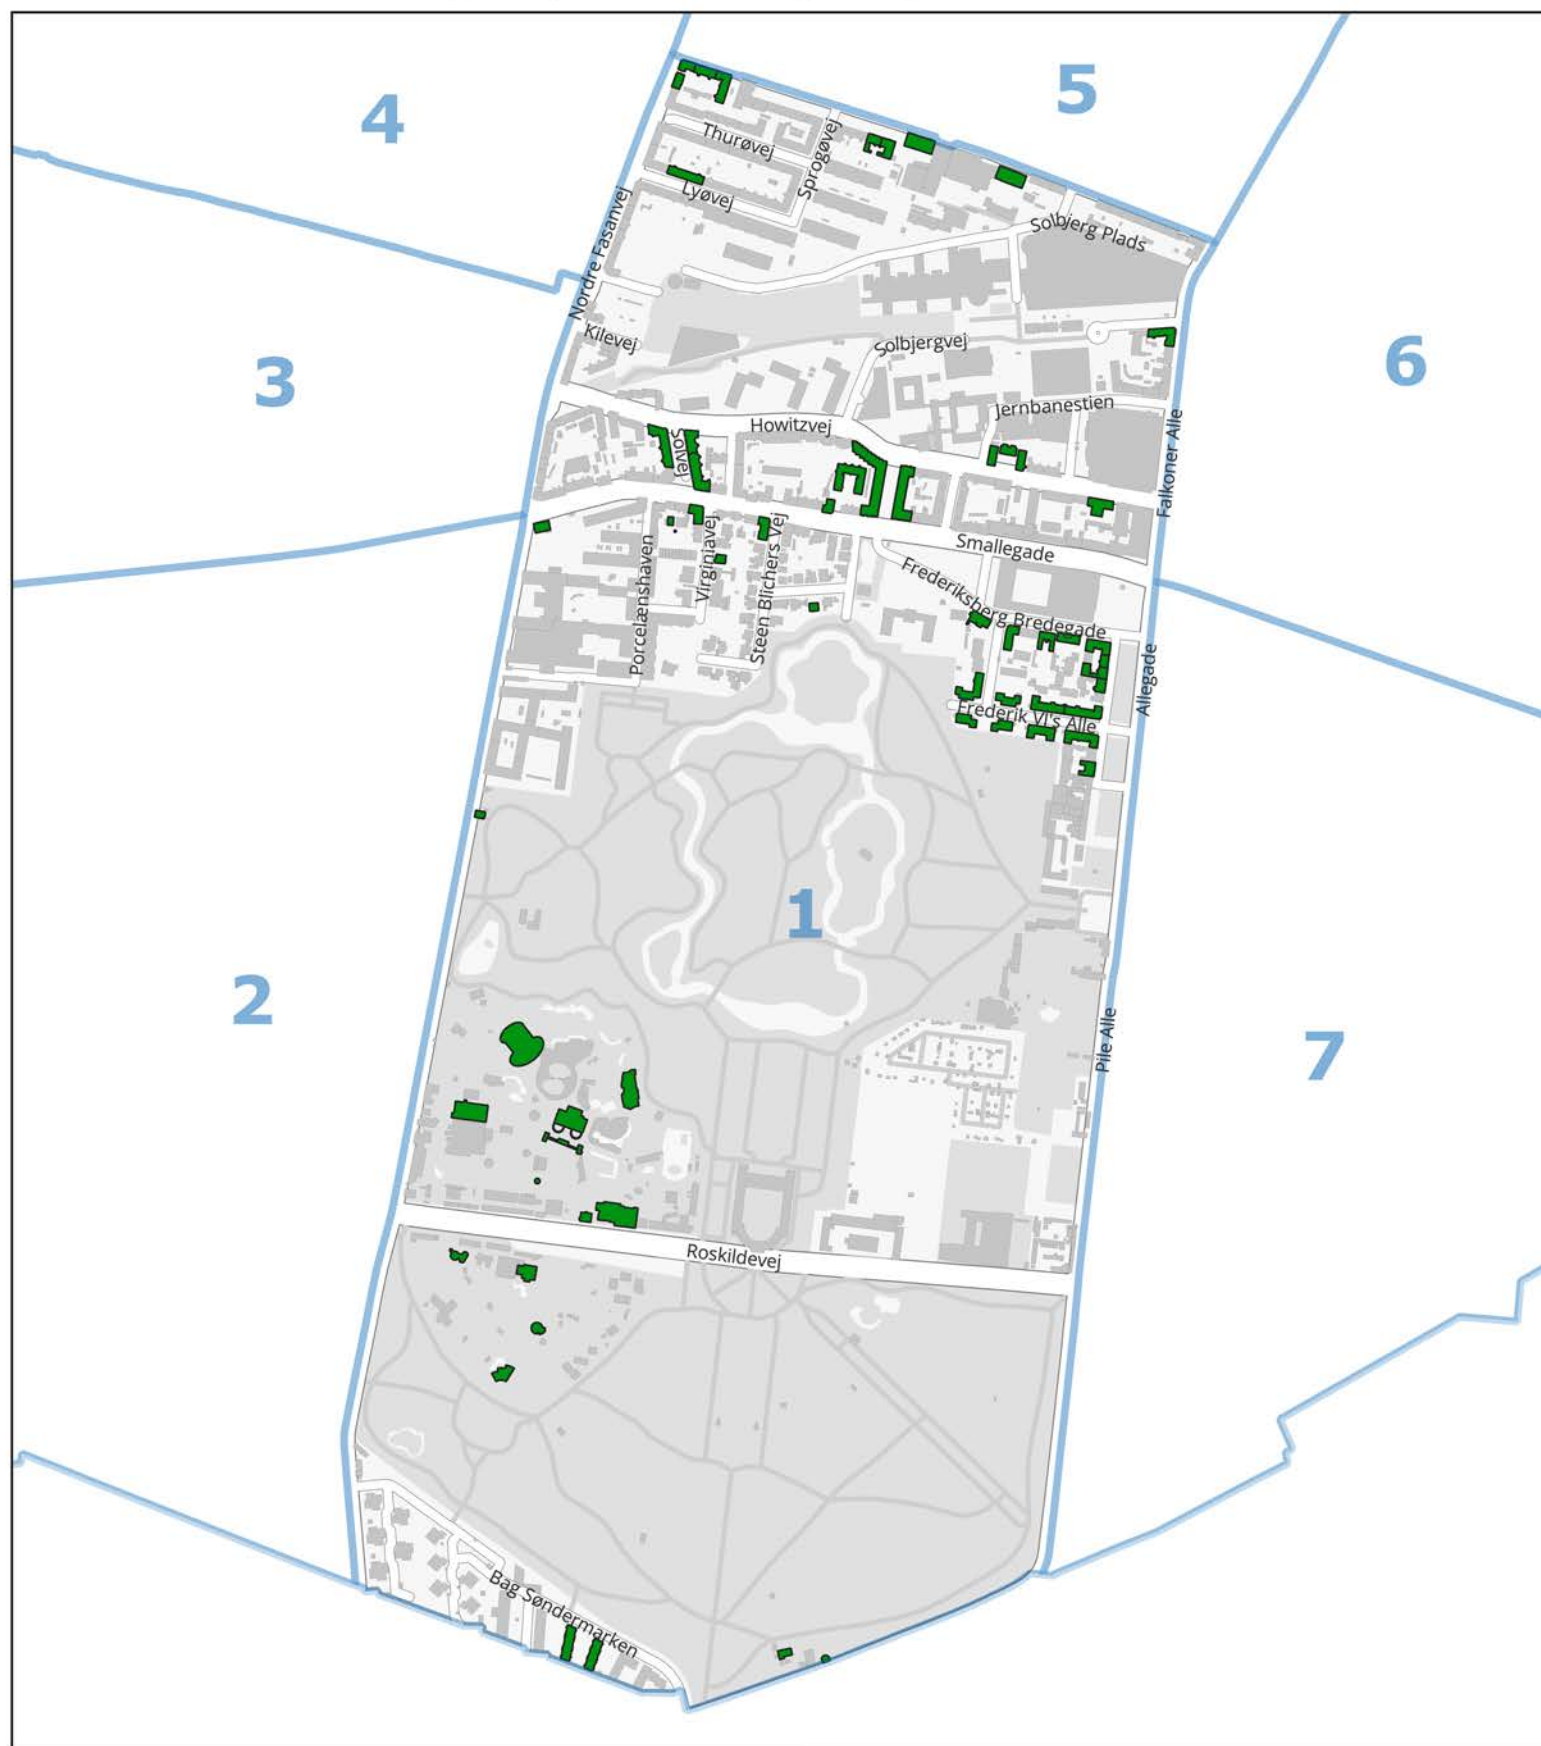 5
4
Thurøvej
Sprogøvej
Lyøvej
Solbjerg Plads
Nordre Fasanvej
Kilevej
Solbjergvej
6
3
Jernbanestien
Howitzvej
Falkoner Alle
Solvej
Smallegade
Virginiavej
Steen Blichers Vej
Porcelænshaven
Frederiksberg Bredegade
Allegade
Frederik VI's Alle
1
2
Pile Alle
7
Roskildevej
Bag Søndermarken